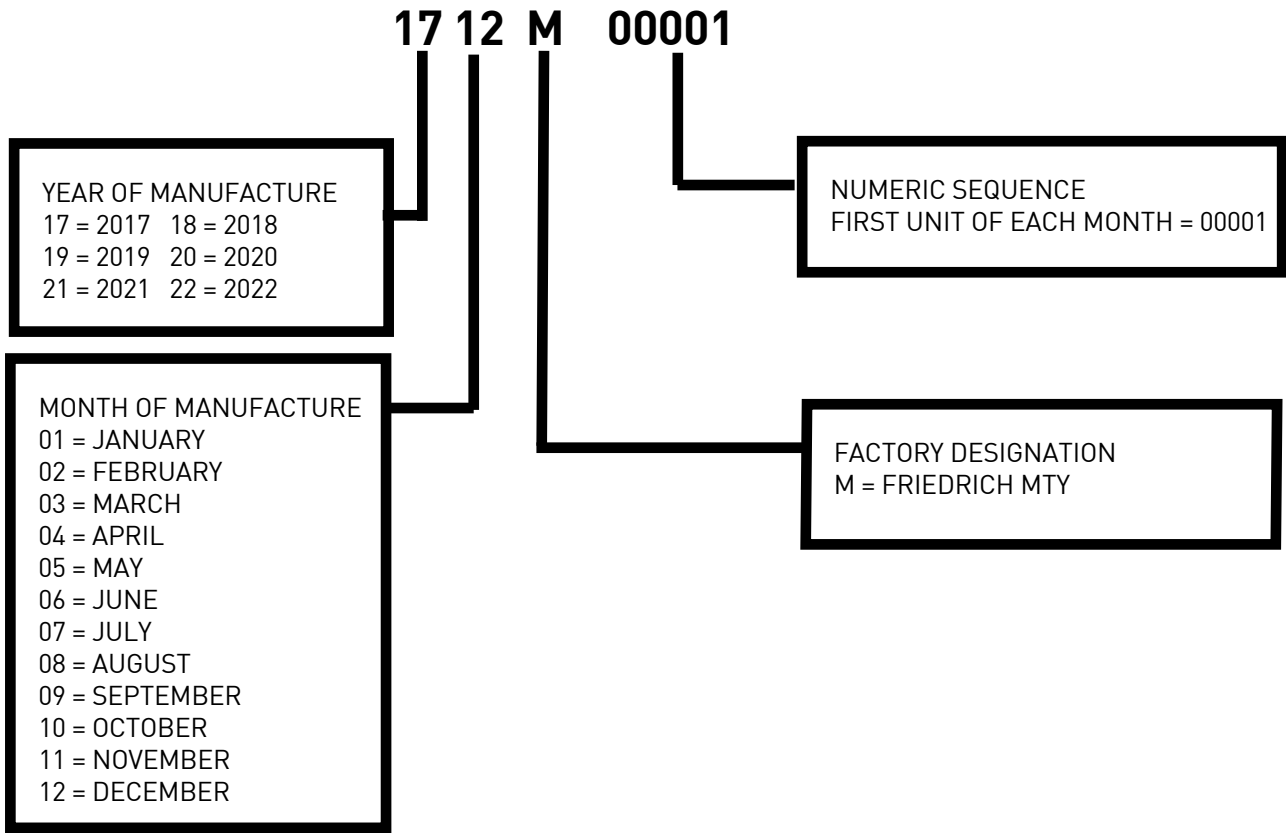 17 12 M 00001
YEAR OF MANUFACTURE
17 = 2017 18 = 2018
19 = 2019 20 = 2020
21 = 2021 22 = 2022
NUMERIC SEQUENCE
FIRST UNIT OF EACH MONTH = 00001
MONTH OF MANUFACTURE
01 = JANUARY
02 = FEBRUARY
03 = MARCH
04 = APRIL
05 = MAY
06 = JUNE
07 = JULY
08 = AUGUST
09 = SEPTEMBER
10 = OCTOBER
11 = NOVEMBER
12 = DECEMBER
FACTORY DESIGNATION
M = FRIEDRICH MTY